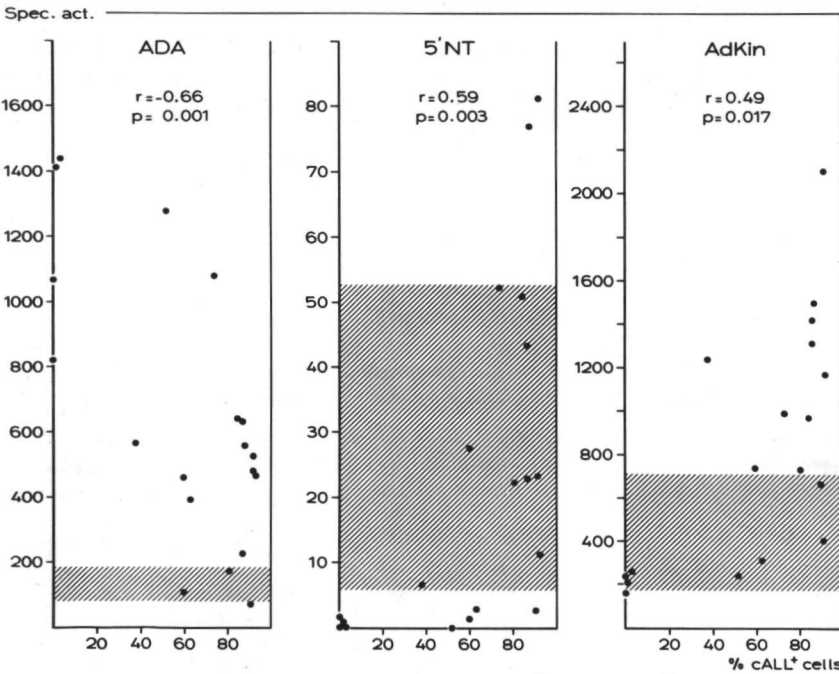 Spec. act.
ADA
r=-0.66
p= 0.001
1600
1400
1200
1000
800
600
400
200
20 40 60 80
5'NT
r=0.59
p=0.003
80
70
60
50
40
30
20
10
20 40 60 80
AdKin
r=0.49
p=0.017
2400
2000
1600
1200
800
400
20 40 60 80
% cALL+ cells